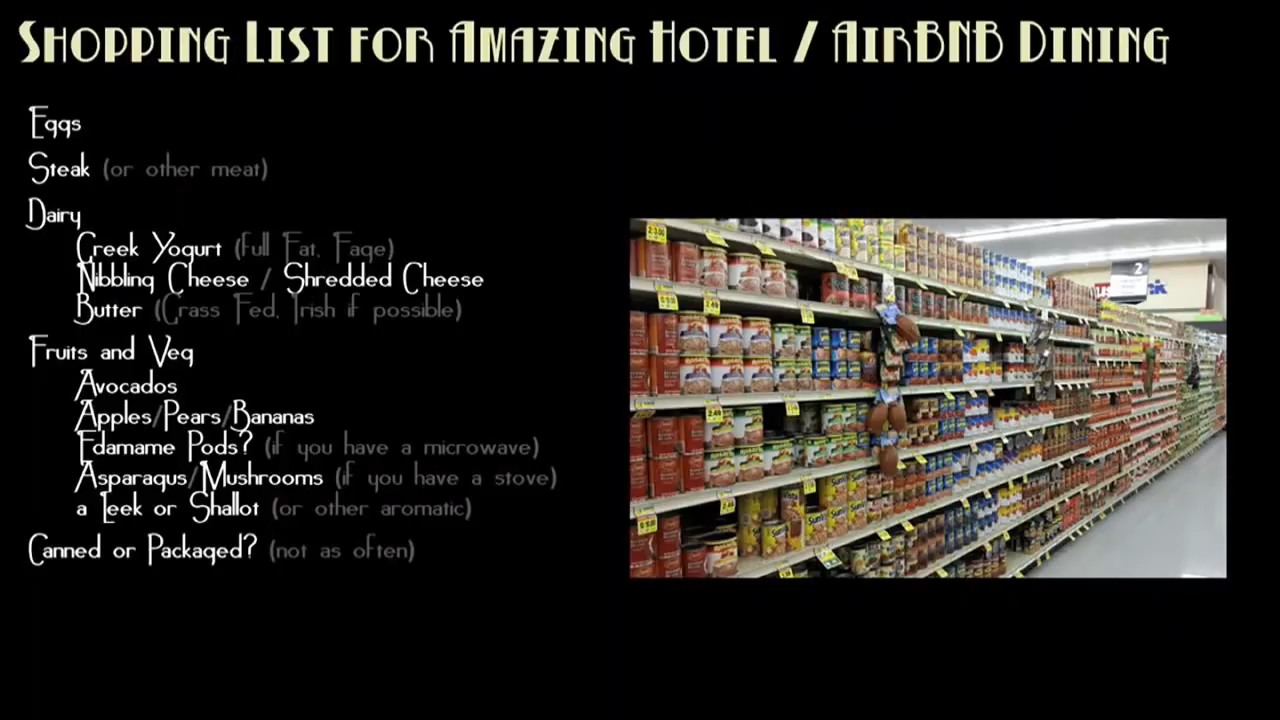 Shopping List for Amazing Hotel / AirBNB Dining
Eggs
Steak (or other meat)
Dairy
Greek Yogurt (Full Fat, Fage)
Nibbling Cheese / Shredded Cheese
Butter (Grass Fed, Irish if possible)
Fruits and Veg
Avocados
Apples/Pears/Bananas
Edamame Pods? (if you have a microwave)
Asparagus/Mushrooms (if you have a stove)
a Leek or Shallot (or other aromatic)
Canned or Packaged? (not as often)
2